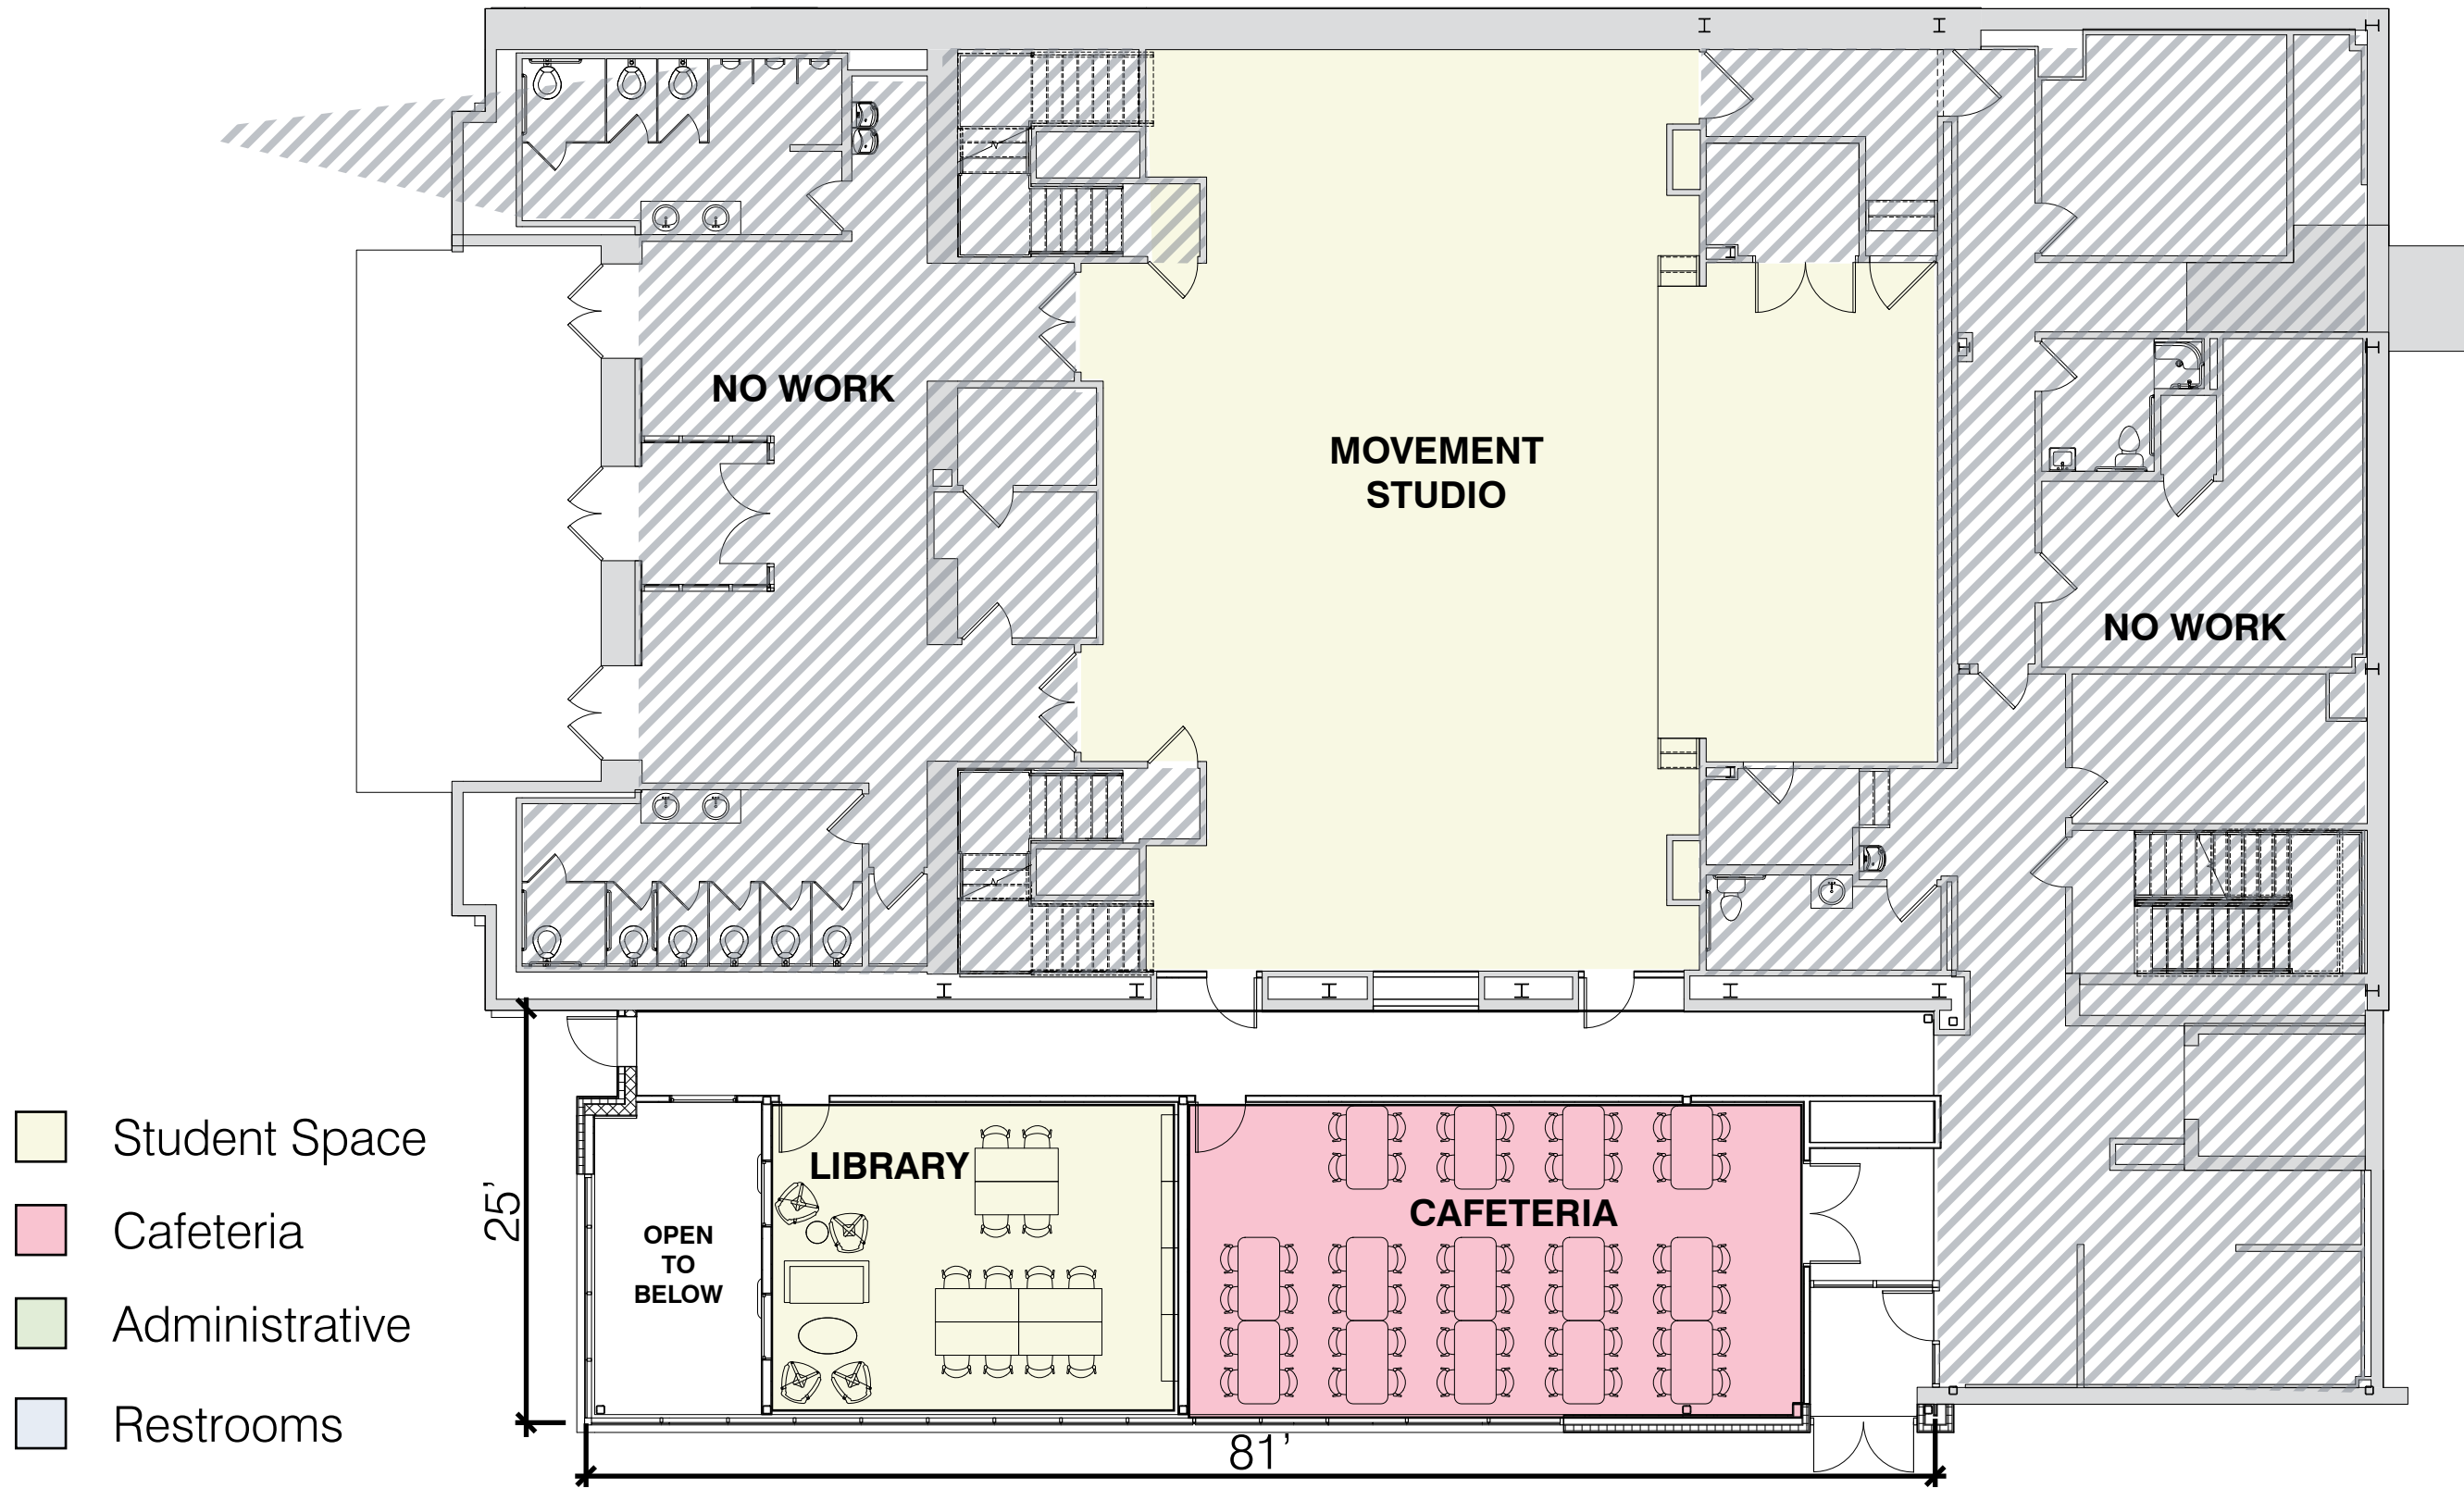 NO WORK
MOVEMENT
STUDIO
NO WORK
LIBRARY
CAFETERIA
OPEN
TO
BELOW
25’
81’
Student Space
Cafeteria
Administrative
Restrooms